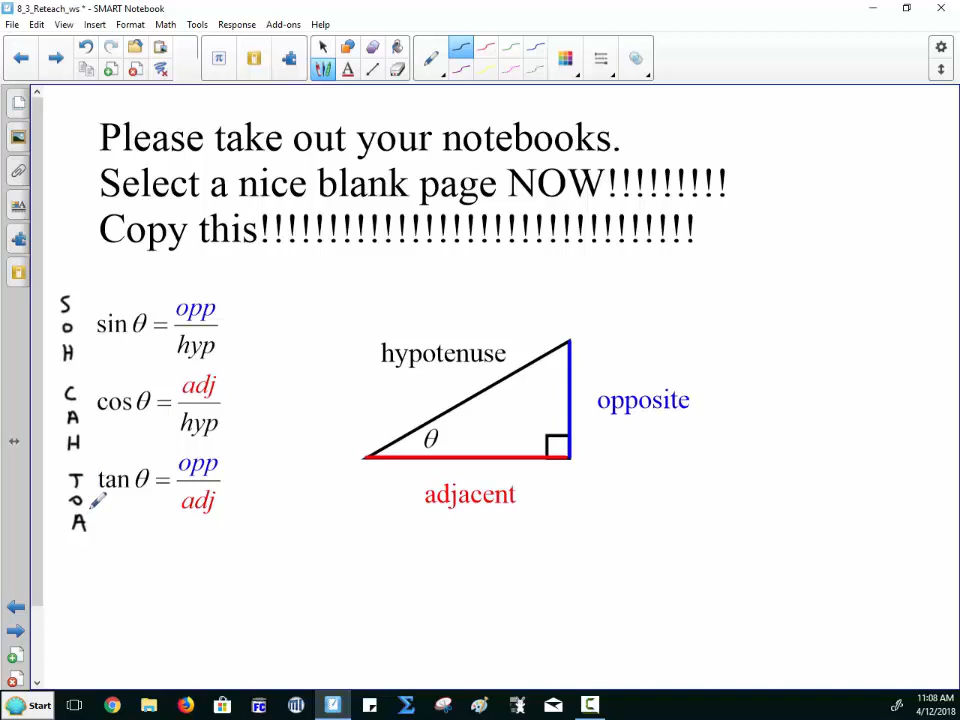 8_3_Reteach_ws * - SMART Notebook
File Edit View Insert Format Math Tools Response Add-ons Help
Please take out your notebooks.
Select a nice blank page NOW!!!!!!!!!
Copy this!!!!!!!!!!!!!!!!!!!!!!!!!!!!!!!!
S
O
H
sin θ = opp
hyp
C
A
H
cos θ = adj
hyp
T
O
A
tan θ = opp
adj
hypotenuse
θ
opposite
adjacent
Start
11:08 AM
4/12/2018